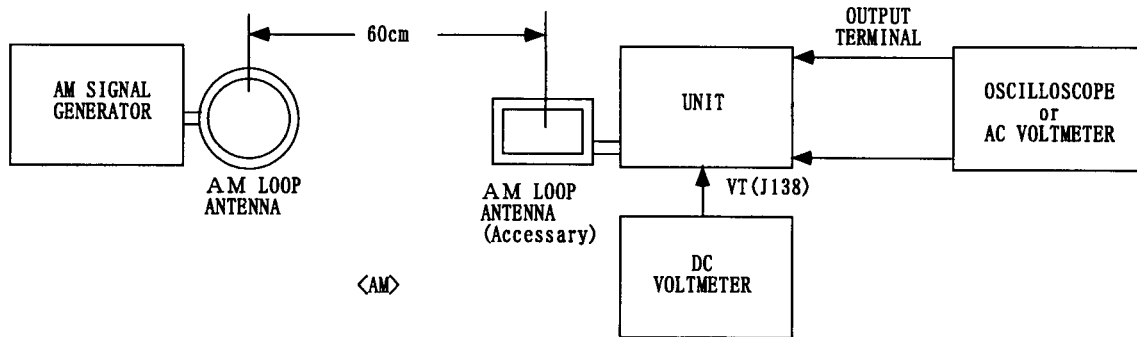 60cm
OUTPUT
TERMINAL
AM SIGNAL
GENERATOR
UNIT
OSCILLOSCOPE
or
AC VOLTMETER
AM LOOP
ANTENNA
AM LOOP
ANTENNA
(Accessary)
VT(J138)
DC
VOLTMETER
<AM>